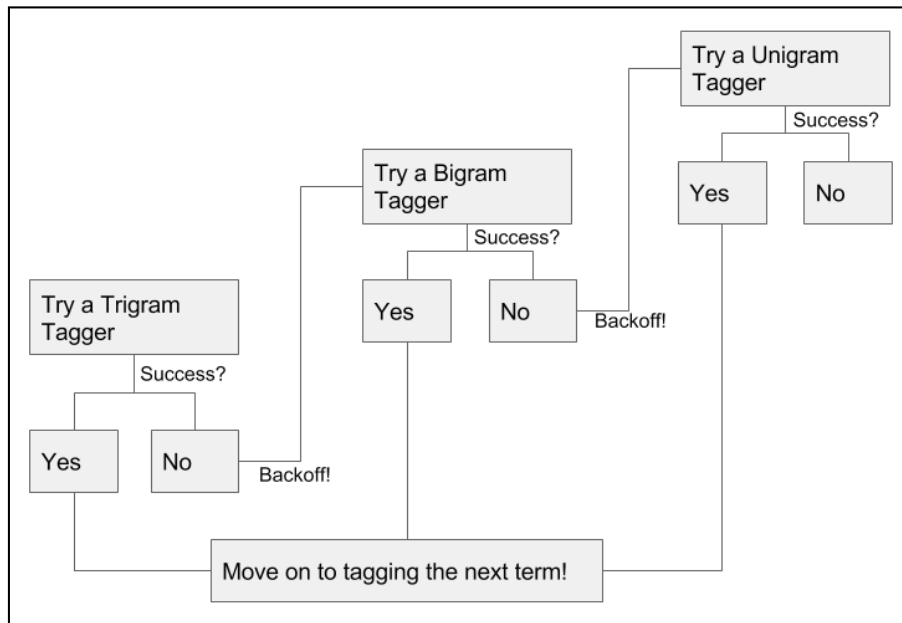 Try a Unigram
Tagger
Success?
Yes
No
Try a Bigram
Tagger
Success?
Yes
No
Backoff!
Try a Trigram
Tagger
Success?
Yes
No
Backoff!
Move on to tagging the next term!